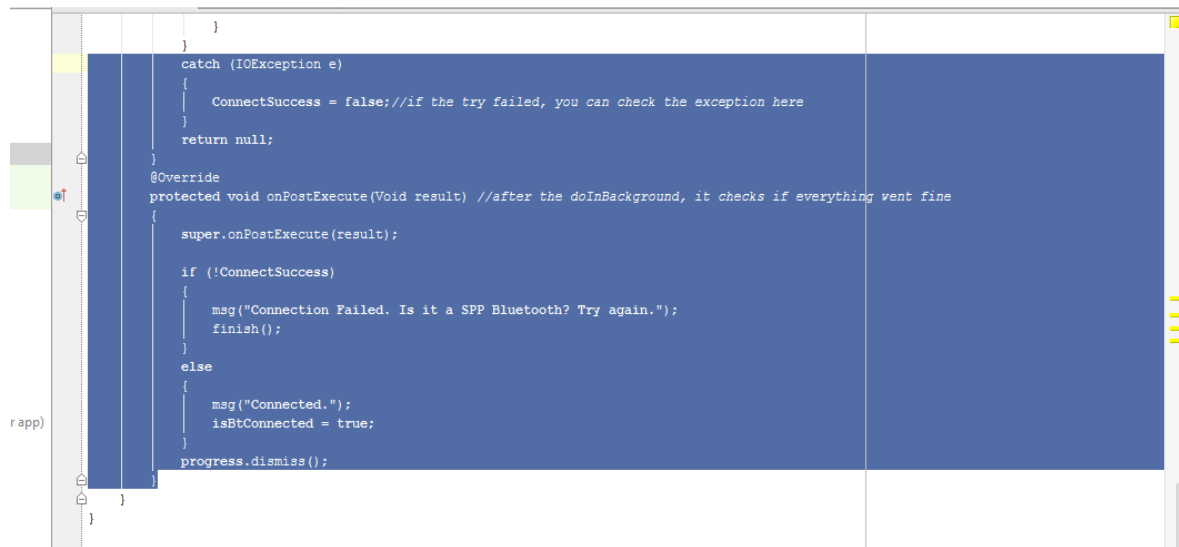 }
}
catch (IOException e)
{
ConnectSuccess = false;//if the try failed, you can check the exception here
}
return null;
}
@Override
protected void onPostExecute(Void result) //after the doInBackground, it checks if everything went fine
{
super.onPostExecute(result);
if (!ConnectSuccess)
{
msg("Connection Failed. Is it a SPP Bluetooth? Try again.");
finish();
}
else
{
msg("Connected.");
isBtConnected = true;
}
r app)
progress.dismiss();
}
}
}